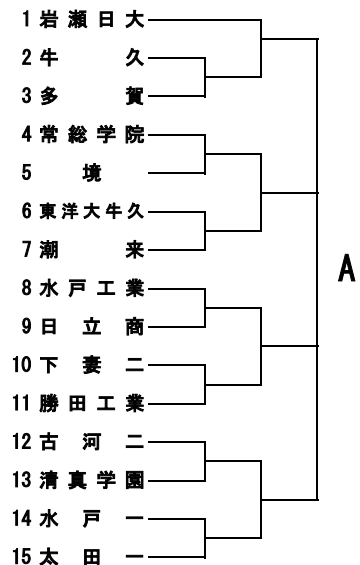 1 岩瀬日大
2 牛久
3 多賀
4 常総学院
5 境
6 東洋大牛久
7 潮来
8 水戸工業
9 日立商
10 下妻二
11 勝田工業
12 古河二
13 清真学園
14 水戸一
15 太田一
A